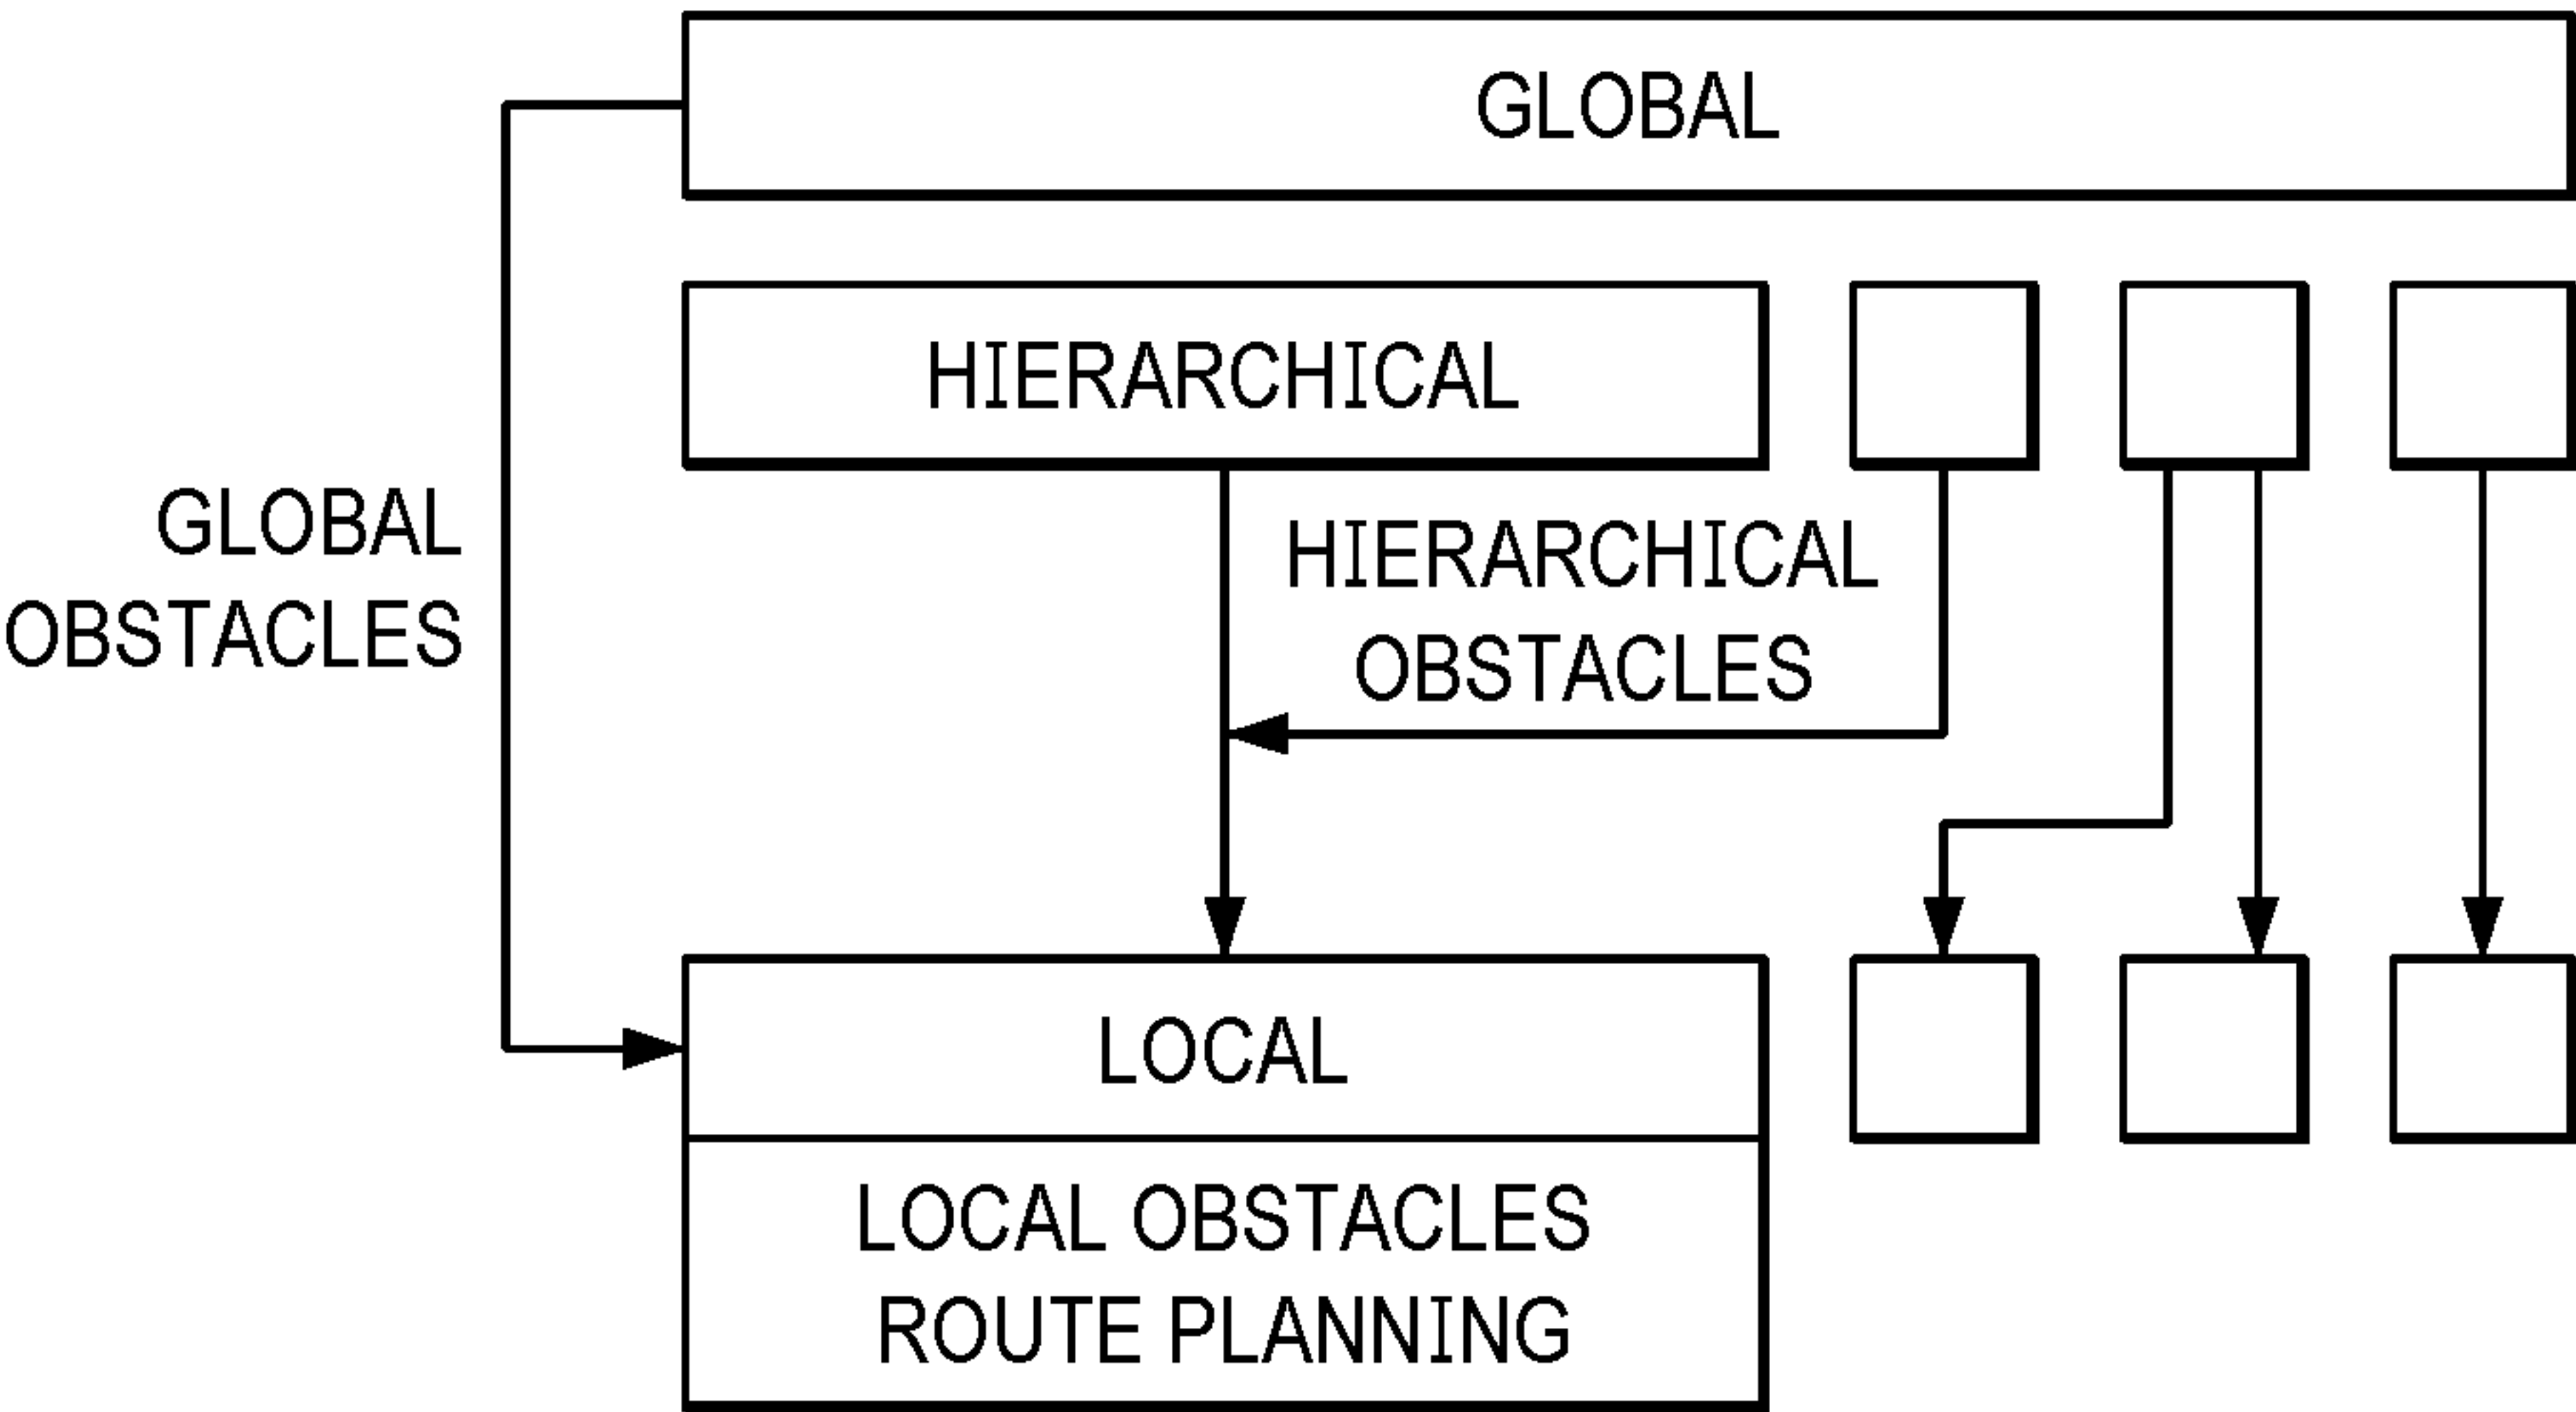 GLOBAL
HIERARCHICAL
GLOBAL
OBSTACLES
HIERARCHICAL
OBSTACLES
LOCAL
LOCAL OBSTACLES
ROUTE PLANNING